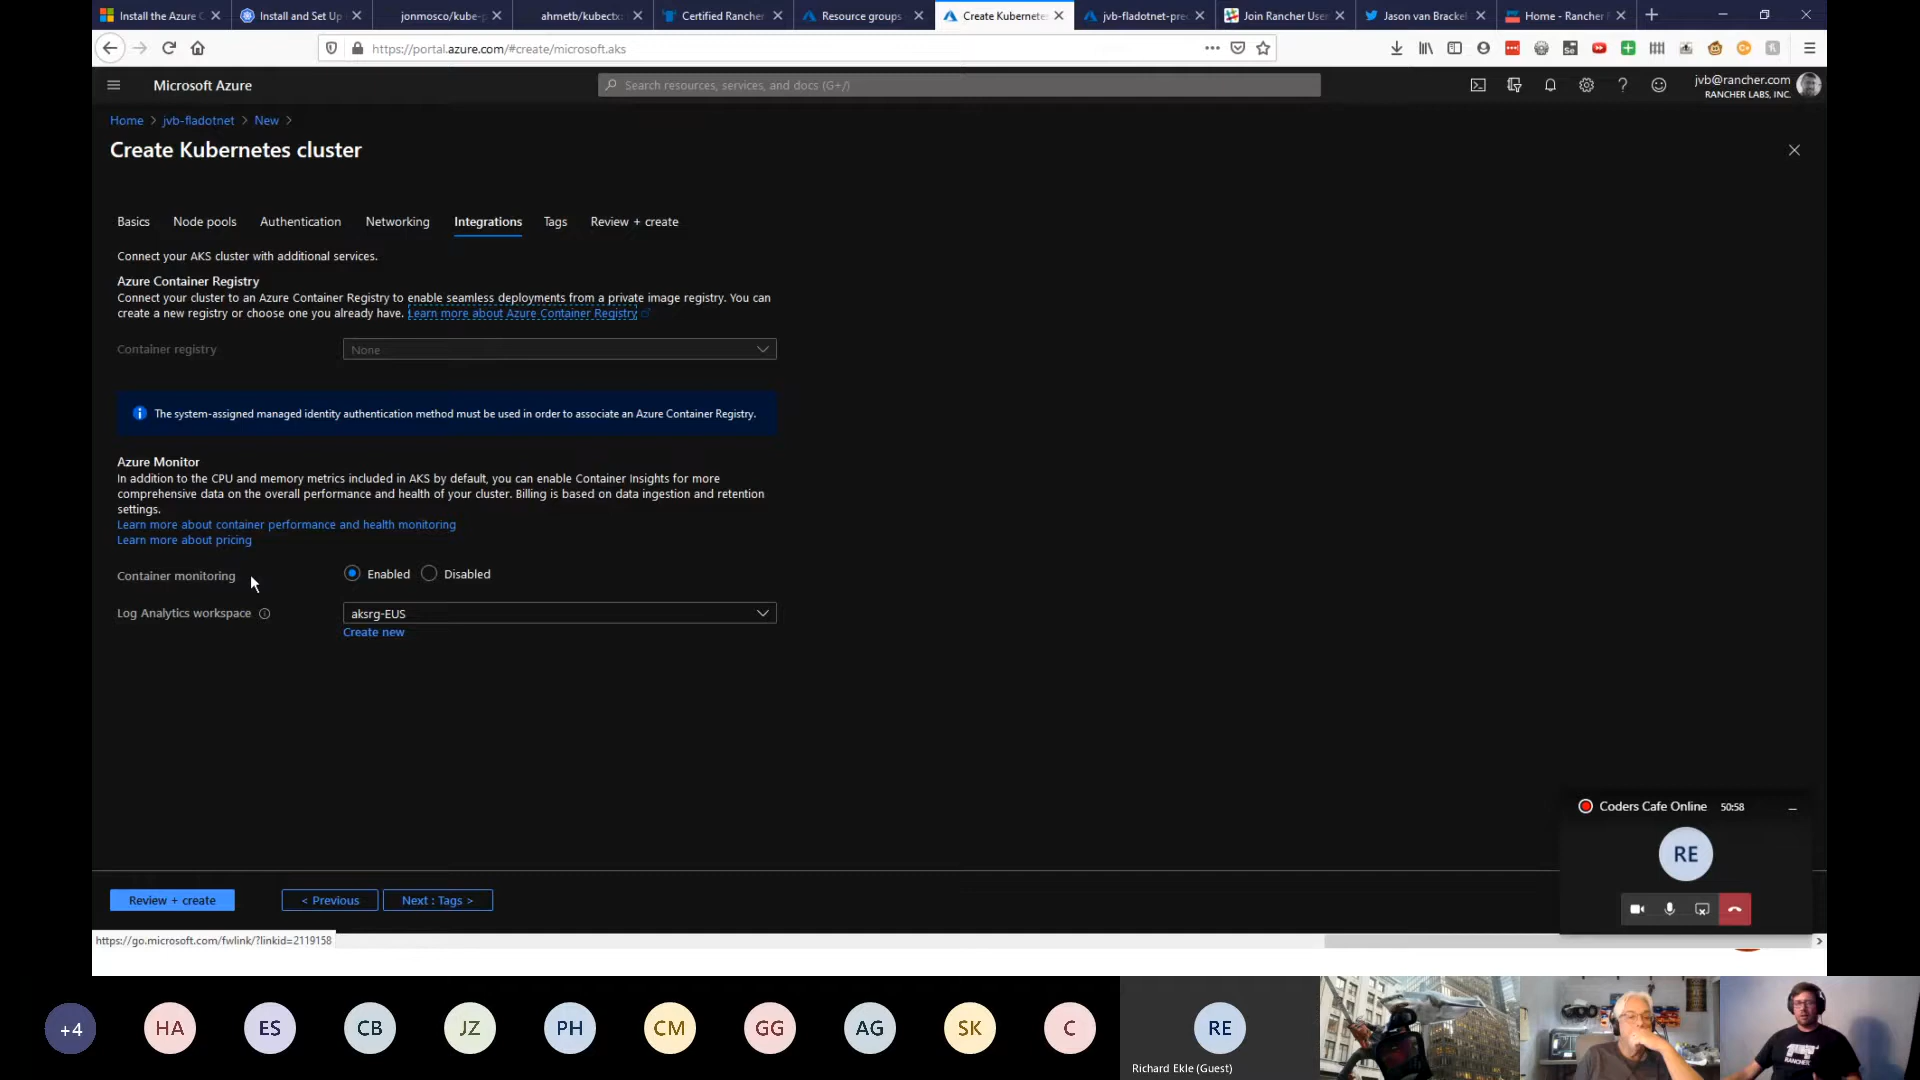 Install the Azure C
Install and Set Up
jonmosco/kube-p
ahmetb/kubectx:
Certified Rancher
Resource groups
Create Kubernetes
jvb-fladotnet-prec
Join Rancher User
Jason van Brackel
Home - Rancher
https://portal.azure.com/#create/microsoft.aks
Microsoft Azure
Search resources, services, and docs (G+/)
jvb@rancher.com
RANCHER LABS, INC.
Home > jvb-fladotnet > New >
Create Kubernetes cluster
Basics Node pools Authentication Networking Integrations Tags Review + create
Connect your AKS cluster with additional services.
Azure Container Registry
Connect your cluster to an Azure Container Registry to enable seamless deployments from a private image registry. You can
create a new registry or choose one you already have. Learn more about Azure Container Registry
Container registry None
The system-assigned managed identity authentication method must be used in order to associate an Azure Container Registry.
Azure Monitor
In addition to the CPU and memory metrics included in AKS by default, you can enable Container Insights for more
comprehensive data on the overall performance and health of your cluster. Billing is based on data ingestion and retention
settings.
Learn more about container performance and health monitoring
Learn more about pricing
Container monitoring Enabled Disabled
Log Analytics workspace aksrg-EUS
Create new
Coders Cafe Online 50:58
RE
Review + create < Previous Next : Tags >
https://go.microsoft.com/fwlink/?linkid=2119158
+4 HA ES CB JZ PH CM GG AG SK C RE
Richard Ekle (Guest)
RANCHER